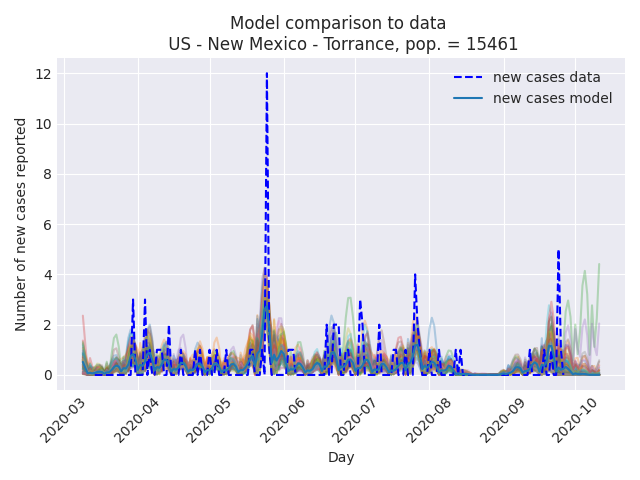 Model comparison to data
US - New Mexico - Torrance, pop. = 15461
new cases data
new cases model
Number of new cases reported
12
10
8
6
4
2
0
2020-03
2020-04
2020-05
2020-06
2020-07
2020-08
2020-09
2020-10
Day